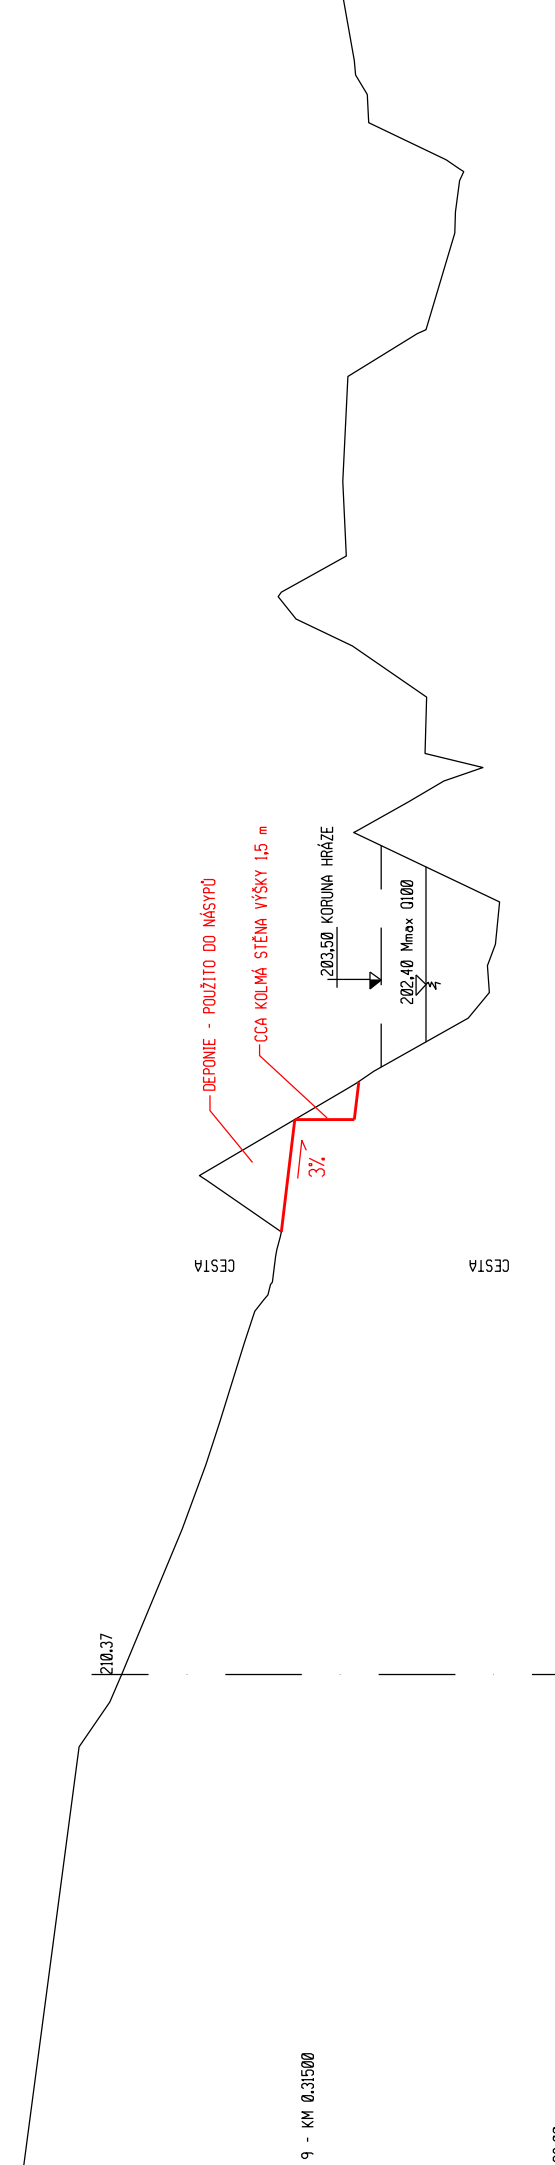 DEPONIE - POUŽITO DO NÁSYPŮ
CCA KOLMÁ STĚNA VÝŠKY 1,5 m
203,50 KORUNA HRÁZE
202,40 Mmax Q100
3%
CESTA
CESTA
210.37
9 - KM 0.31500